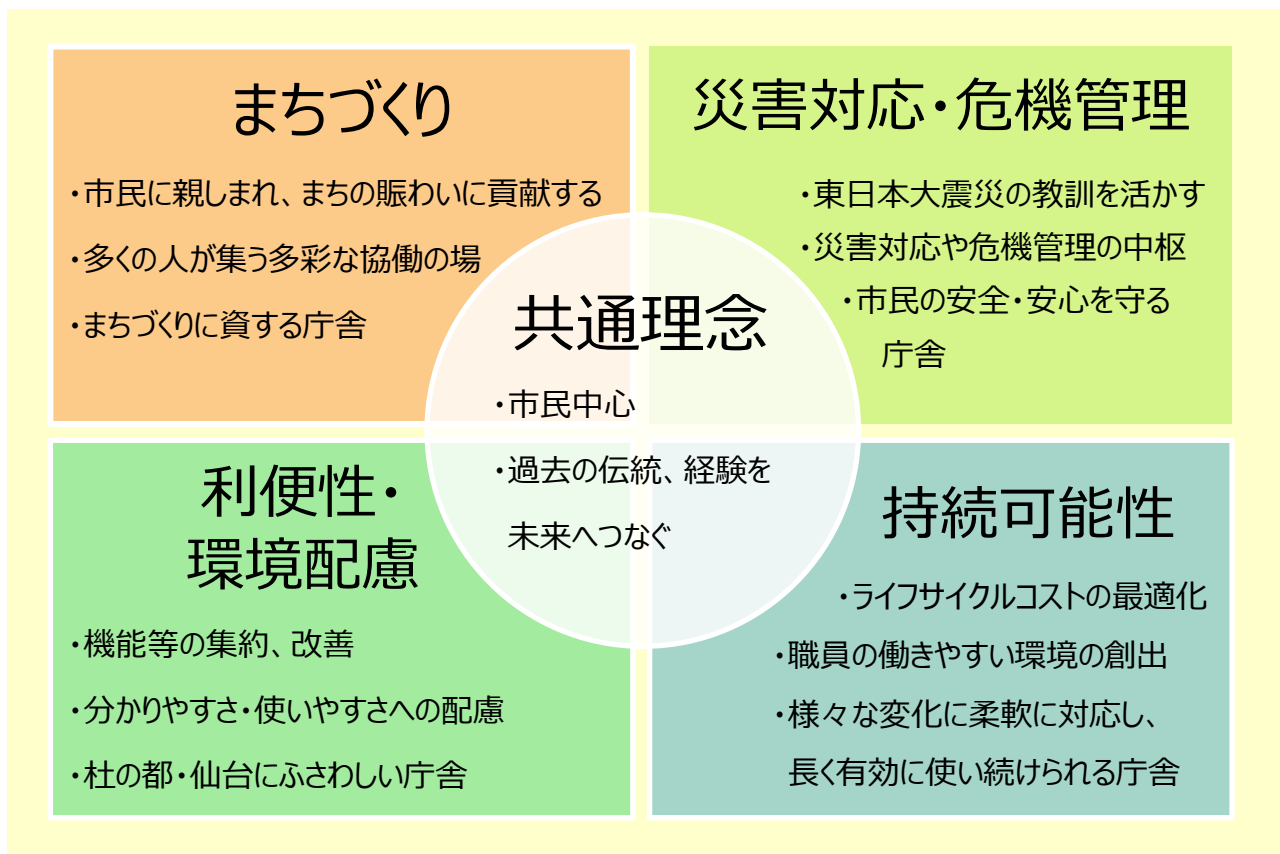 まちづくり
・市民に親しまれ、まちの賑わいに貢献する
・多くの人が集う多彩な協働の場
・まちづくりに資する庁舎
災害対応・危機管理
・東日本大震災の教訓を活かす
・災害対応や危機管理の中枢
・市民の安全・安心を守る
庁舎
共通理念
・市民中心
・過去の伝統、経験を
未来へつなぐ
利便性・
環境配慮
・機能等の集約、改善
・分かりやすさ・使いやすさへの配慮
・杜の都・仙台にふさわしい庁舎
持続可能性
・ライフサイクルコストの最適化
・職員の働きやすい環境の創出
・様々な変化に柔軟に対応し、
長く有効に使い続けられる庁舎